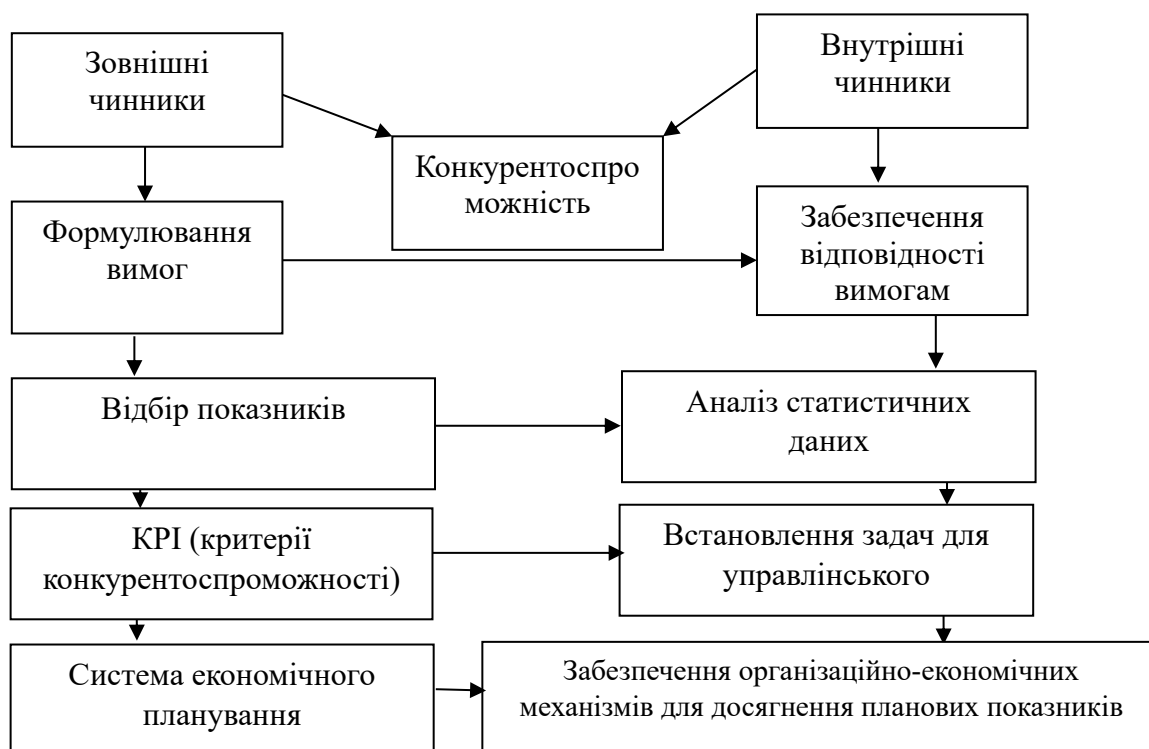 Зовнішні
чинники
Внутрішні
чинники
Конкурентоспро
можність
Формулювання
вимог
Забезпечення
відповідності
вимогам
Відбір показників
Аналіз статистичних
даних
КРІ (критерії
конкурентоспроможності)
Встановлення задач для
управлінського
Система економічного
планування
Забезпечення організаційно-економічних
механізмів для досягнення планових показників